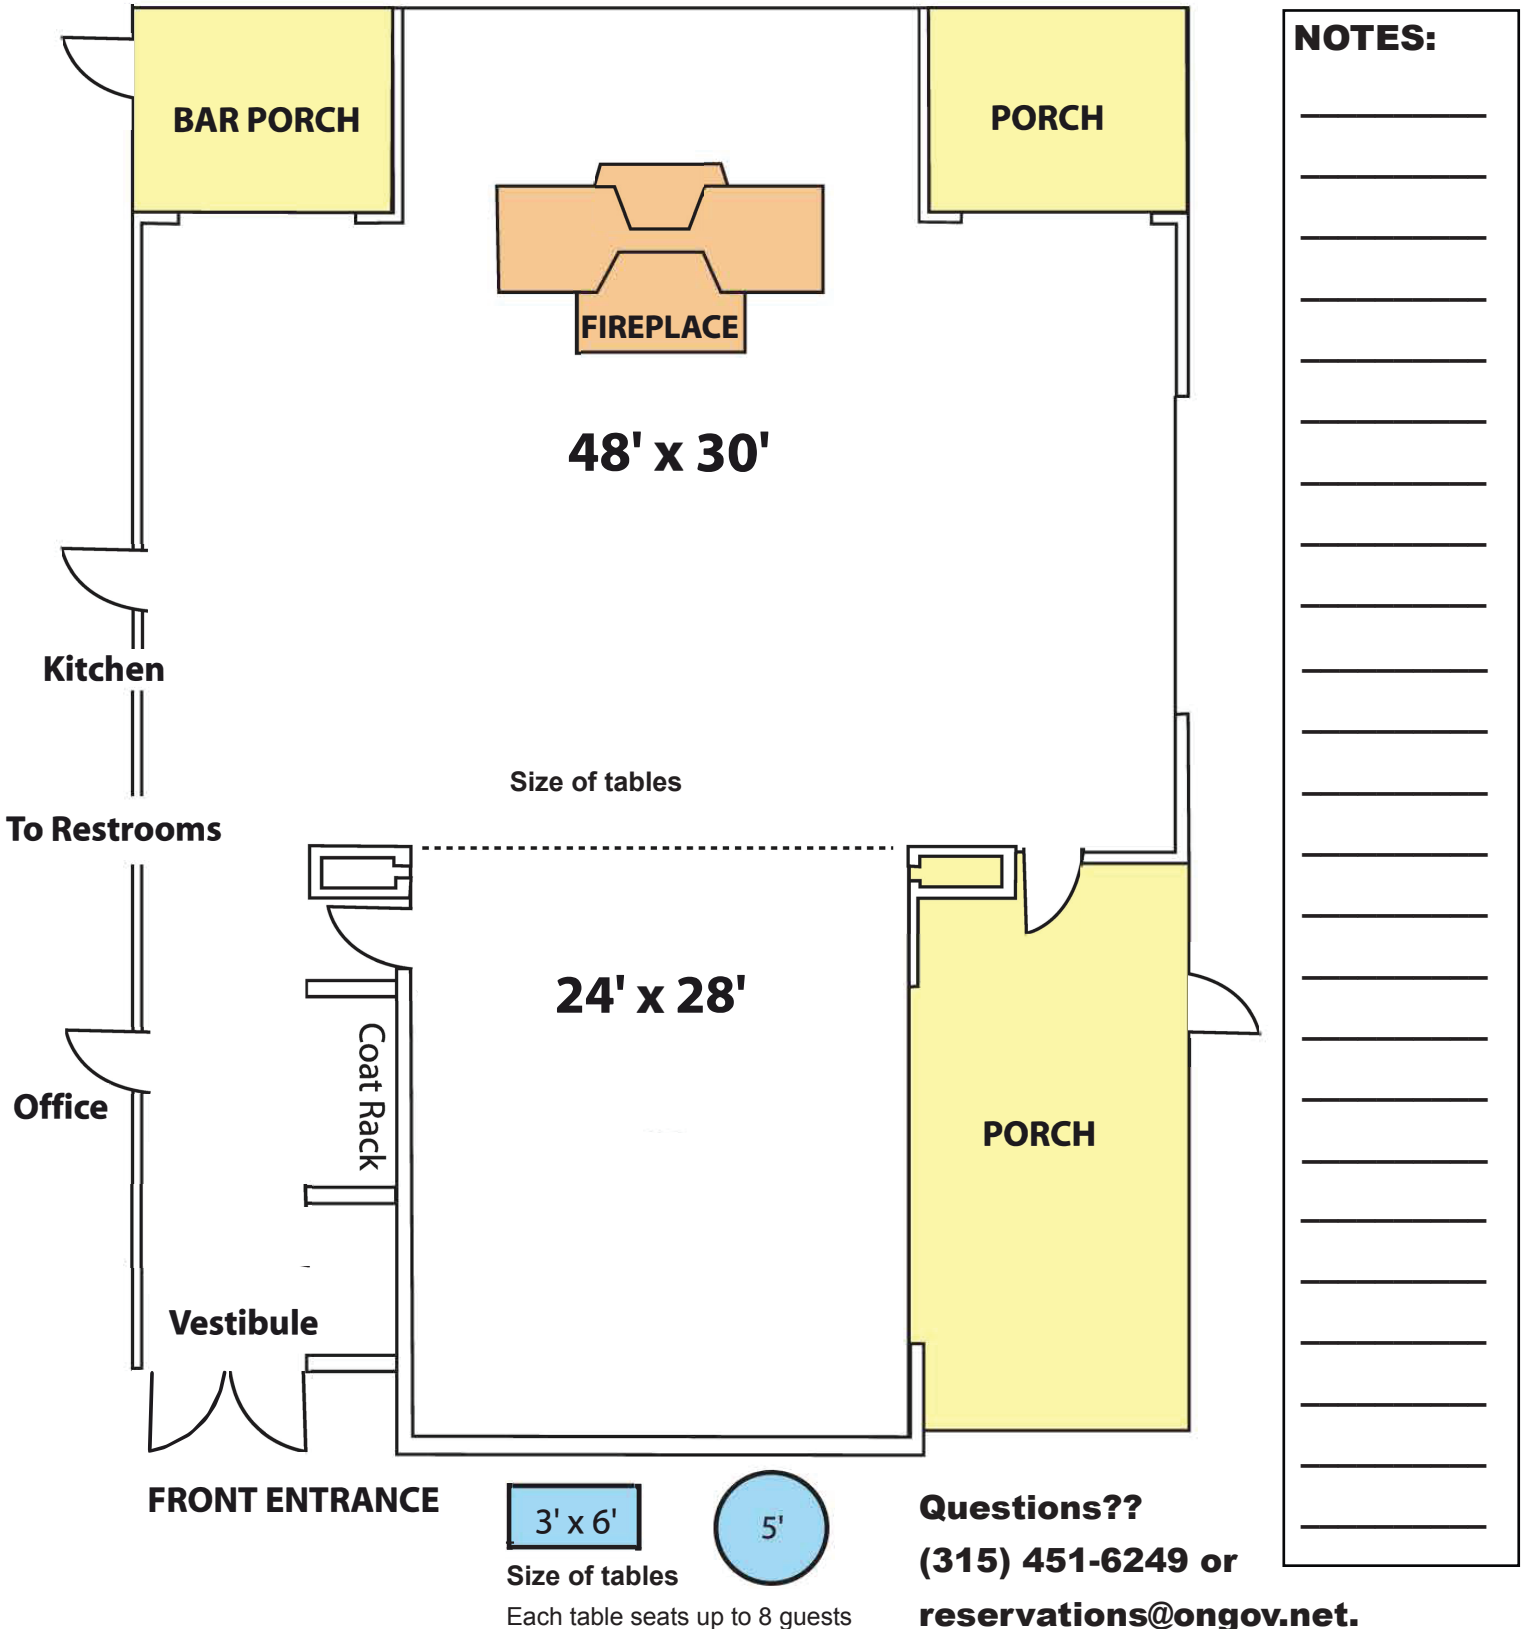 NOTES:
BAR PORCH
PORCH
FIREPLACE
48' x 30'
Kitchen
Size of tables
To Restrooms
24' x 28'
Coat Rack
Office
PORCH
Vestibule
FRONT ENTRANCE
3' x 6'
5'
Size of tables
Each table seats up to 8 guests
Questions??
(315) 451-6249 or
reservations@ongov.net.